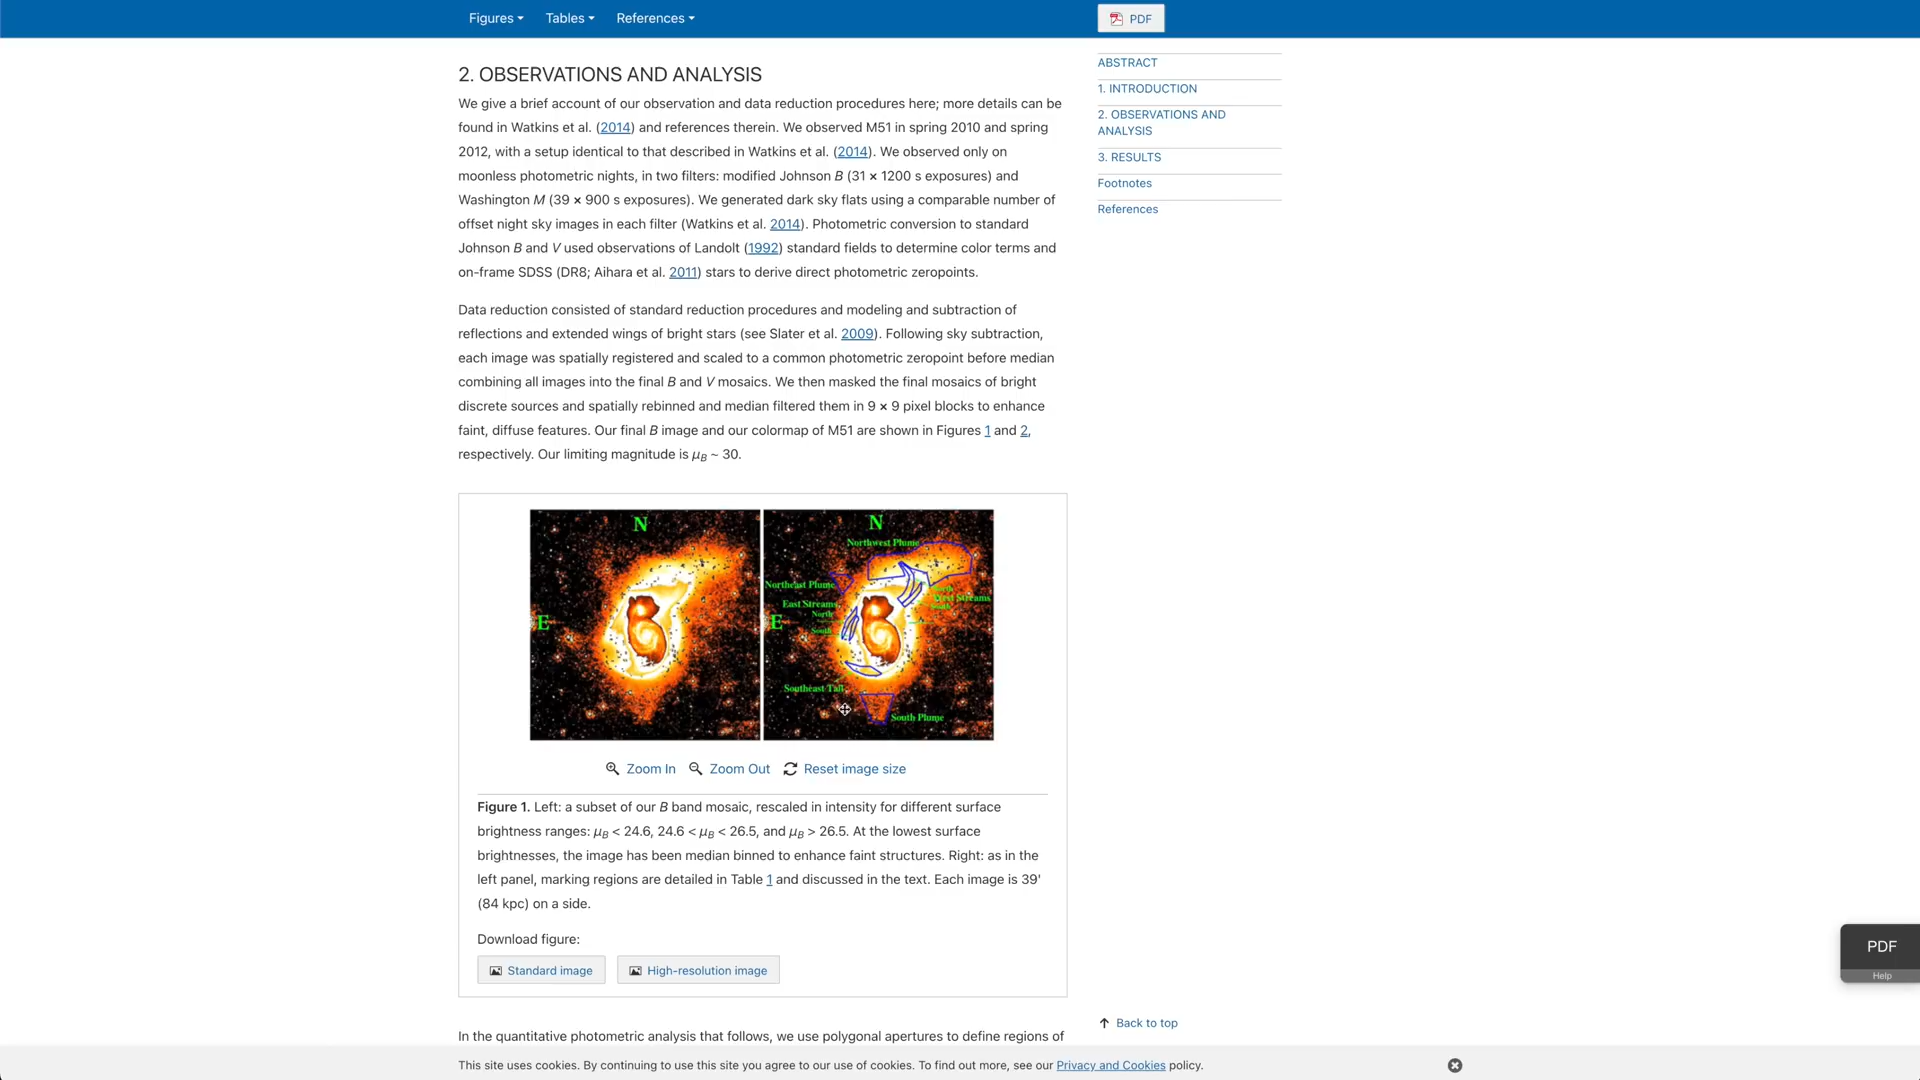 Figures
Tables
References
PDF
2. OBSERVATIONS AND ANALYSIS
We give a brief account of our observation and data reduction procedures here; more details can be
found in Watkins et al. (2014) and references therein. We observed M51 in spring 2010 and spring
2012, with a setup identical to that described in Watkins et al. (2014). We observed only on
moonless photometric nights, in two filters: modified Johnson B (31 × 1200 s exposures) and
Washington M (39 × 900 s exposures). We generated dark sky flats using a comparable number of
offset night sky images in each filter (Watkins et al. 2014). Photometric conversion to standard
Johnson B and V used observations of Landolt (1992) standard fields to determine color terms and
on-frame SDSS (DR8; Aihara et al. 2011) stars to derive direct photometric zeropoints.
Data reduction consisted of standard reduction procedures and modeling and subtraction of
reflections and extended wings of bright stars (see Slater et al. 2009). Following sky subtraction,
each image was spatially registered and scaled to a common photometric zeropoint before median
combining all images into the final B and V mosaics. We then masked the final mosaics of bright
discrete sources and spatially rebinned and median filtered them in 9 × 9 pixel blocks to enhance
faint, diffuse features. Our final B image and our colormap of M51 are shown in Figures 1 and 2,
respectively. Our limiting magnitude is μB ~ 30.
N
E
N
Northwest Plume
Northeast Plume
East Streams
North
South
North
West Streams
South
E
Southeast Tail
South Plume
Zoom In
Zoom Out
Reset image size
Figure 1. Left: a subset of our B band mosaic, rescaled in intensity for different surface
brightness ranges: μB < 24.6, 24.6 < μB < 26.5, and μB > 26.5. At the lowest surface
brightnesses, the image has been median binned to enhance faint structures. Right: as in the
left panel, marking regions are detailed in Table 1 and discussed in the text. Each image is 39'
(84 kpc) on a side.
Download figure:
Standard image
High-resolution image
In the quantitative photometric analysis that follows, we use polygonal apertures to define regions of
ABSTRACT
1. INTRODUCTION
2. OBSERVATIONS AND
ANALYSIS
3. RESULTS
Footnotes
References
Back to top
PDF
Help
This site uses cookies. By continuing to use this site you agree to our use of cookies. To find out more, see our Privacy and Cookies policy.